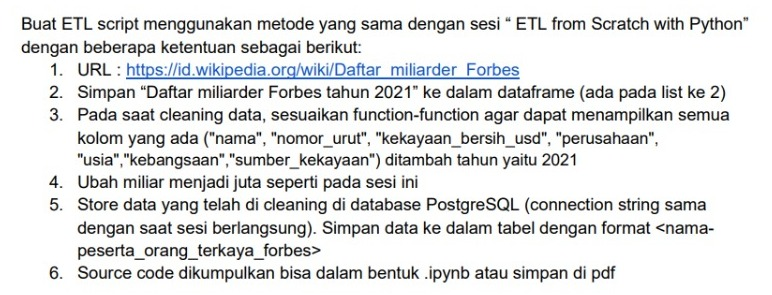 Buat ETL script menggunakan metode yang sama dengan sesi “ ETL from Scratch with Python”
dengan beberapa ketentuan sebagai berikut:
1. URL : https://id.wikipedia.org/wiki/Daftar_miliarder_Forbes
2. Simpan “Daftar miliarder Forbes tahun 2021” ke dalam dataframe (ada pada list ke 2)
3. Pada saat cleaning data, sesuaikan function-function agar dapat menampilkan semua
kolom yang ada ("nama", "nomor_urut", "kekayaan_bersih_usd", "perusahaan",
"usia","kebangsaan","sumber_kekayaan") ditambah tahun yaitu 2021
4. Ubah miliar menjadi juta seperti pada sesi ini
5. Store data yang telah di cleaning di database PostgreSQL (connection string sama
dengan saat sesi berlangsung). Simpan data ke dalam tabel dengan format <nama-
peserta_orang_terkaya_forbes>
6. Source code dikumpulkan bisa dalam bentuk .ipynb atau simpan di pdf